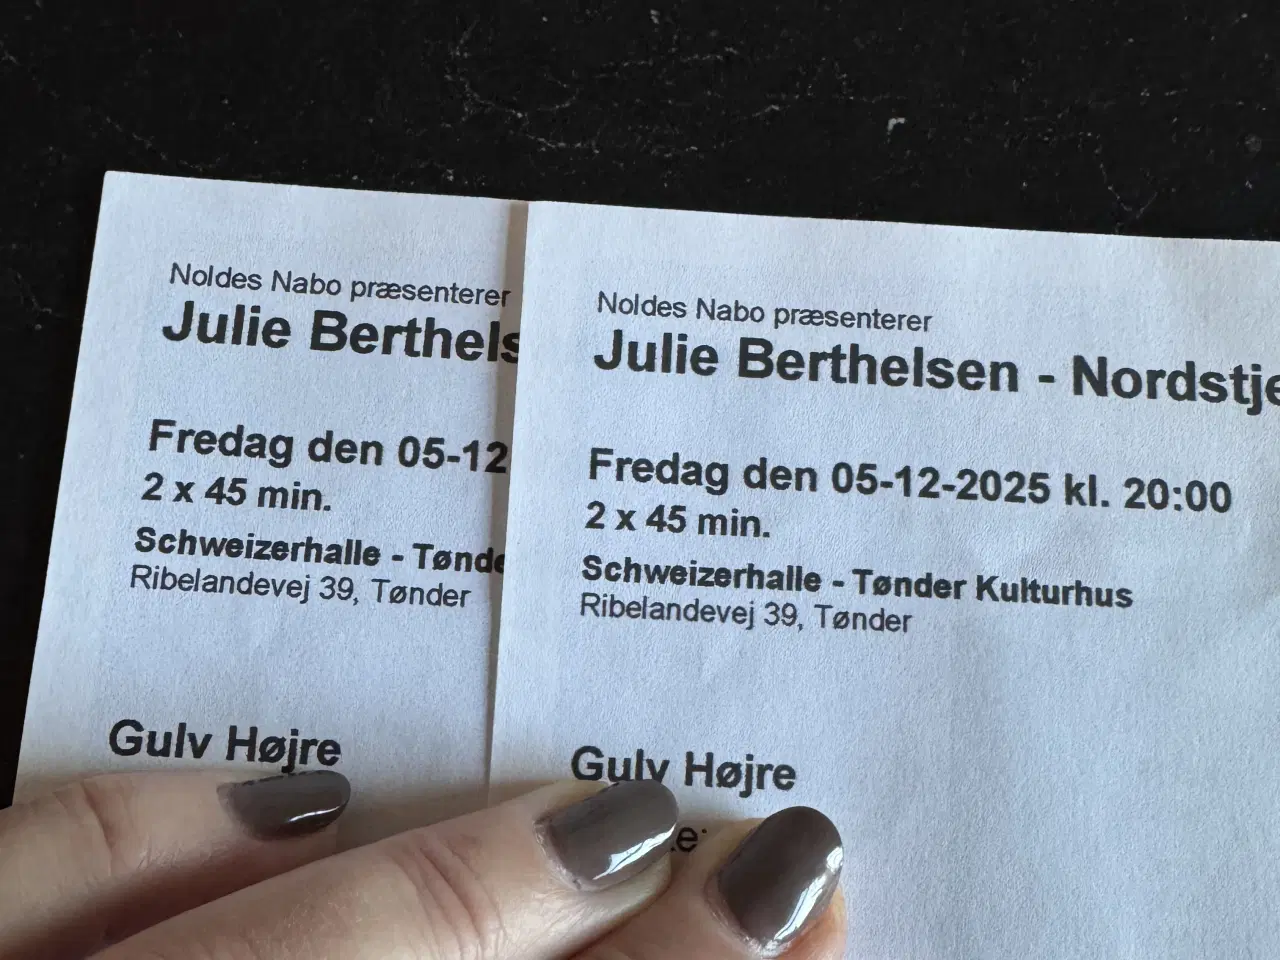 Noldes Nabo præsenterer
Julie Berthels
Fredag den 05-12
2 x 45 min.
Schweizerhalle - Tønde
Ribelandevej 39, Tønder
Gulv Højre
Noldes Nabo præsenterer
Julie Berthelsen - Nordstje
Fredag den 05-12-2025 kl. 20:00
2 x 45 min.
Schweizerhalle - Tønder Kulturhus
Ribelandevej 39, Tønder
Gulv Højre